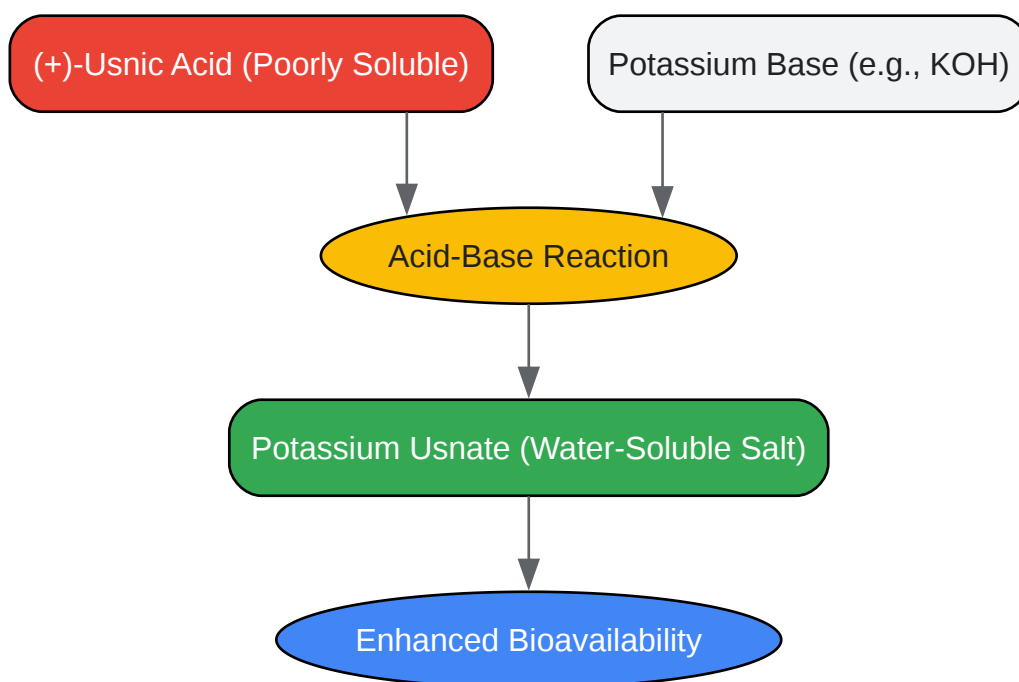 (+)-Usnic Acid (Poorly Soluble)
Potassium Base (e.g., KOH)
Acid-Base Reaction
Potassium Usnate (Water-Soluble Salt)
Enhanced Bioavailability